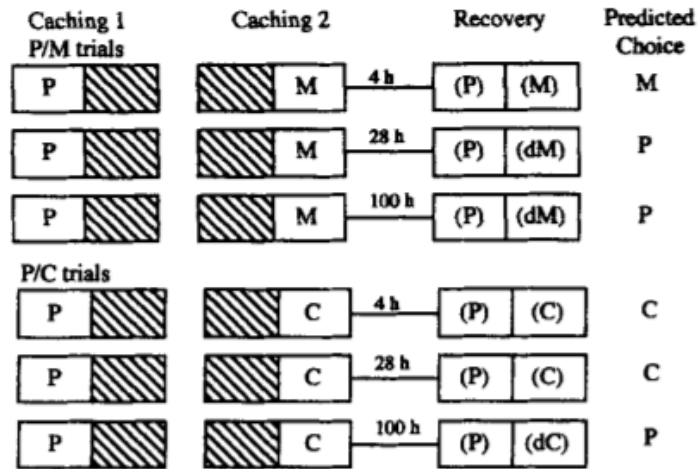 Caching 1 Caching 2 Recovery Predicted Choice
P/M trials
P M 4 h (P) (M) M
P M 28 h (P) (dM) P
P M 100 h (P) (dM) P
P/C trials
P C 4 h (P) (C) C
P C 28 h (P) (C) C
P C 100 h (P) (dC) P